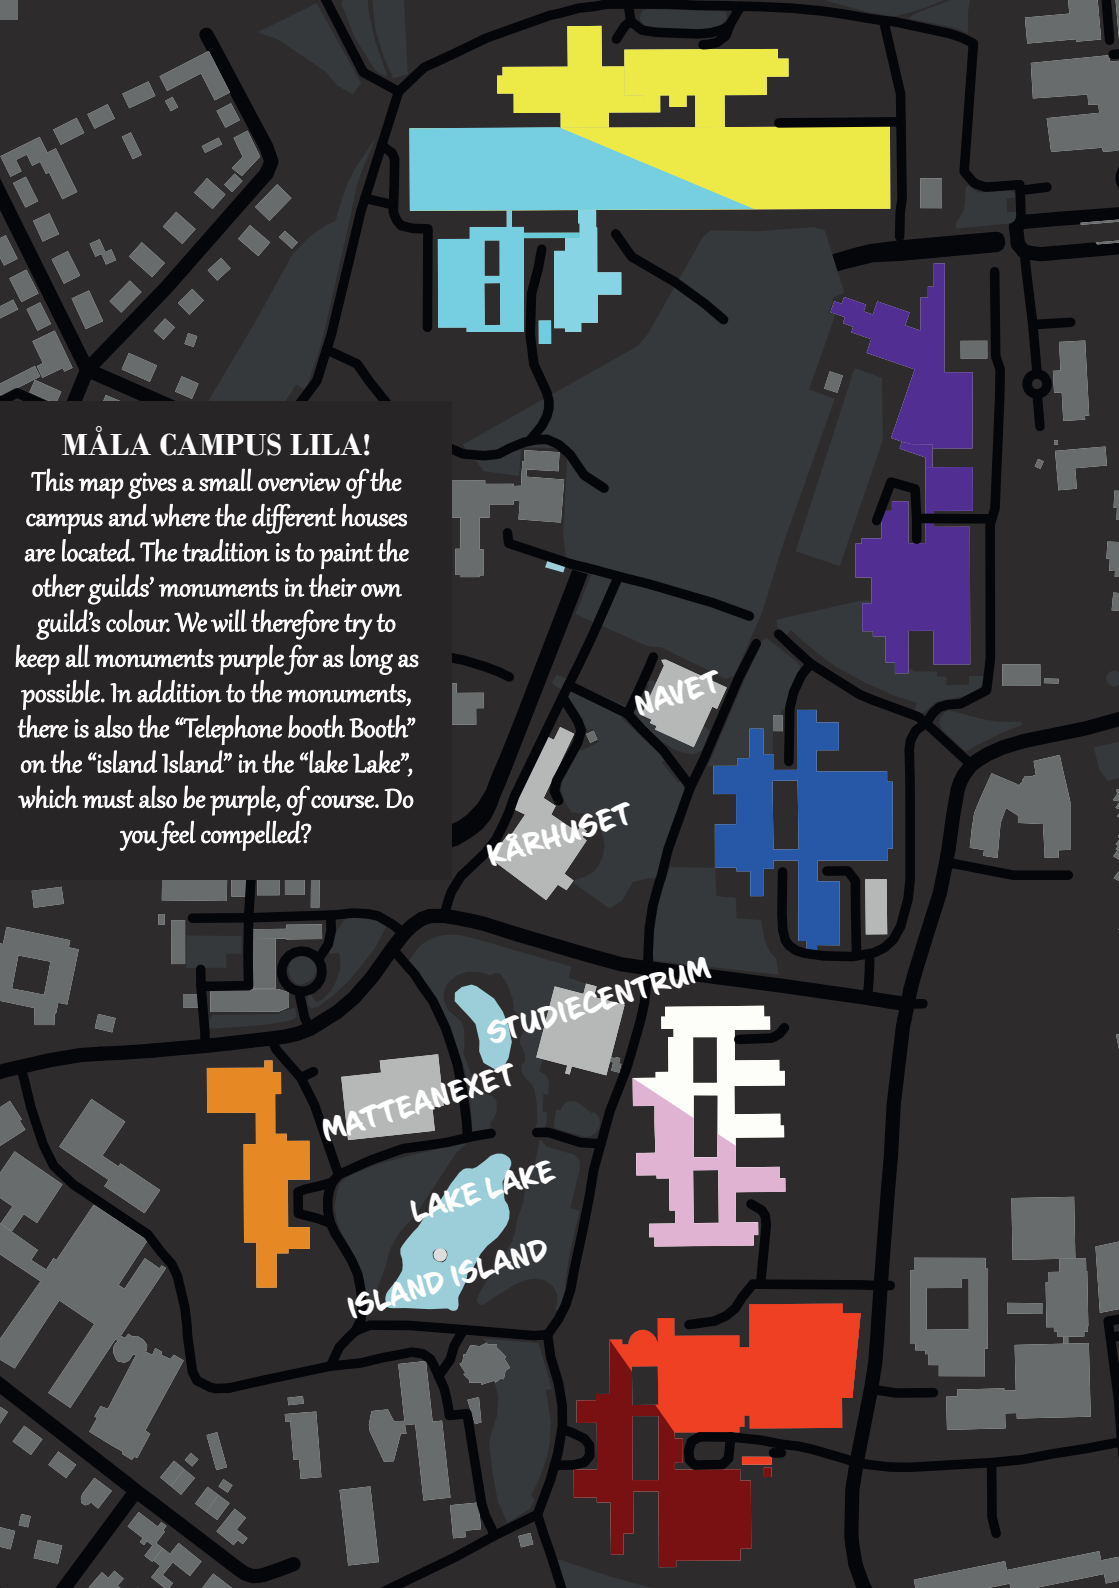 MÅLA CAMPUS LILA!
This map gives a small overview of the
campus and where the different houses
are located. The tradition is to paint the
other guilds’ monuments in their own
guild’s colour. We will therefore try to
keep all monuments purple for as long as
possible. In addition to the monuments,
there is also the “Telephone booth Booth”
on the “island Island” in the “lake Lake”,
which must also be purple, of course. Do
you feel compelled?
NAVET
KÅRHUSET
STUDIECENTRUM
MATTEANEXET
LAKE LAKE
ISLAND ISLAND